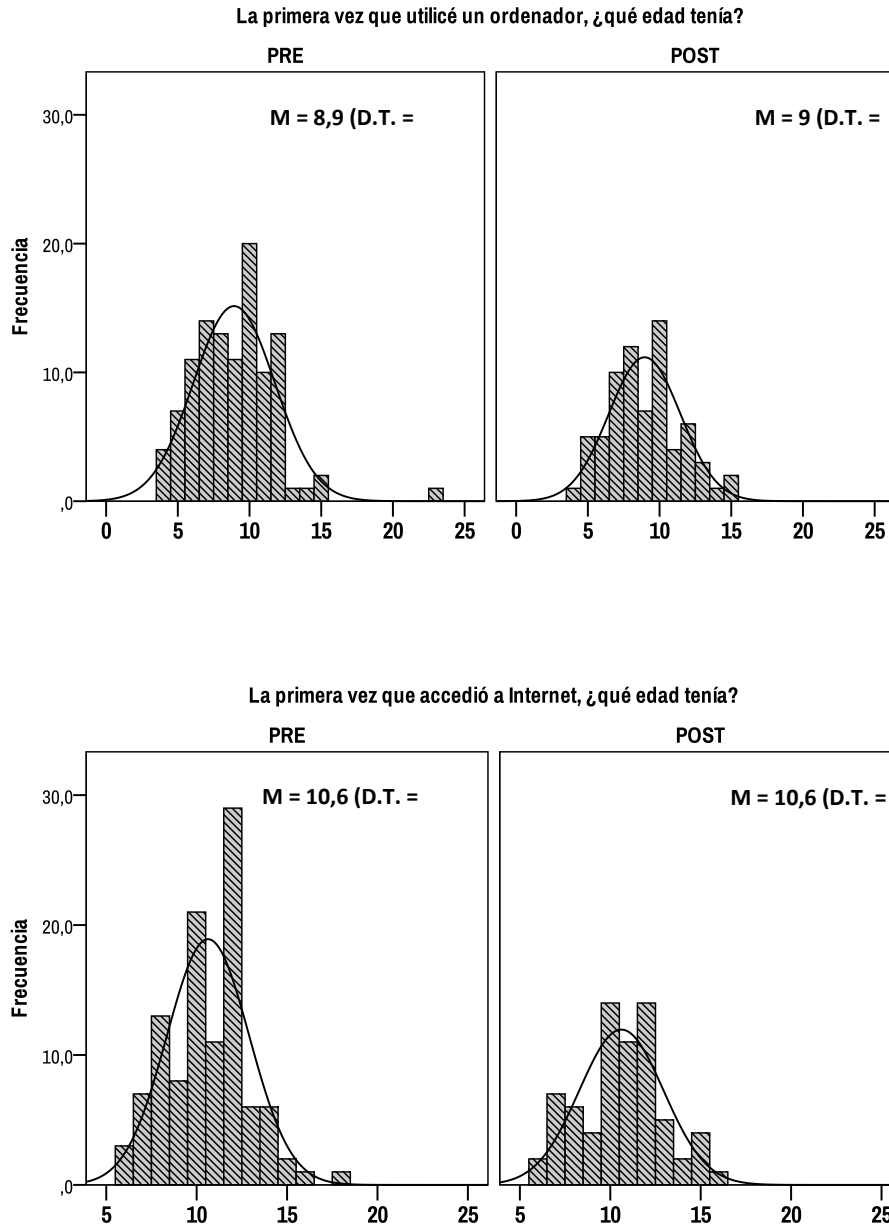 La primera vez que utilicé un ordenador, ¿qué edad tenía?
PRE
POST
M = 8,9 (D.T. =
M = 9 (D.T. =
Frecuencia
30,0
20,0
10,0
,0
0 5 10 15 20 25
0 5 10 15 20 25
La primera vez que accedió a Internet, ¿qué edad tenía?
PRE
POST
M = 10,6 (D.T. =
M = 10,6 (D.T. =
Frecuencia
30,0
20,0
10,0
,0
5 10 15 20 25
5 10 15 20 25